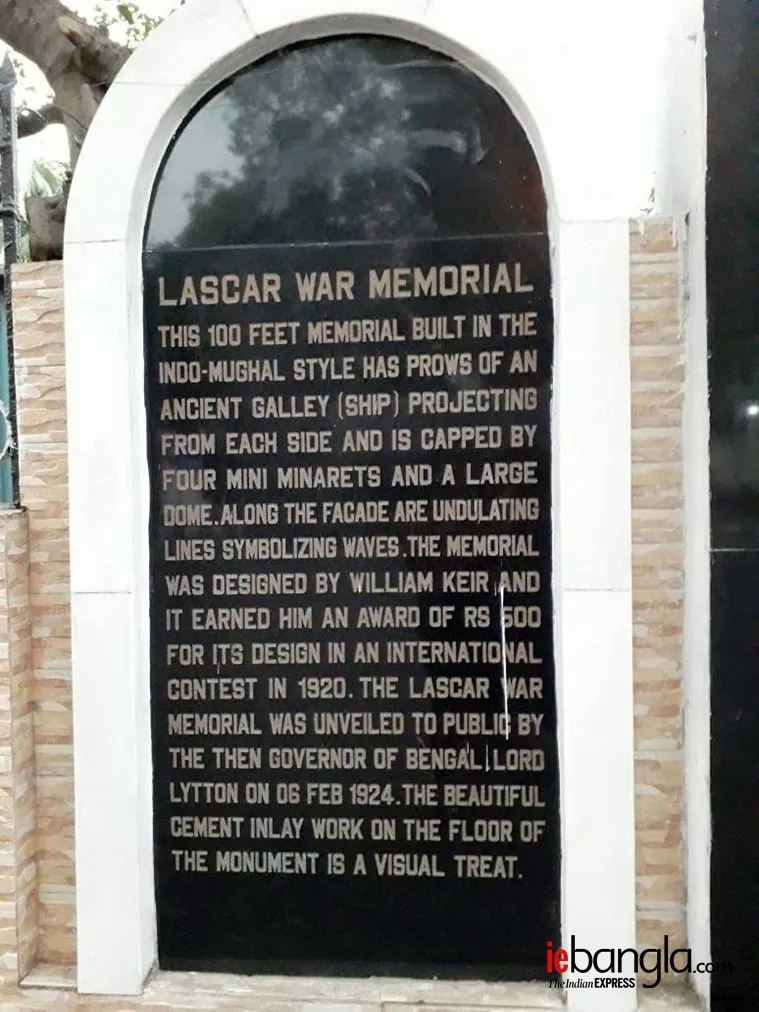 LASCAR WAR MEMORIAL
THIS 100 FEET MEMORIAL BUILT IN THE
INDO-MUGHAL STYLE HAS PROWS OF AN
ANCIENT GALLEY (SHIP) PROJECTING
FROM EACH SIDE AND IS CAPPED BY
FOUR MINI MINARETS AND A LARGE
DOME.ALONG THE FACADE ARE UNDULATING
LINES SYMBOLIZING WAVES.THE MEMORIAL
WAS DESIGNED BY WILLIAM KEIR AND
IT EARNED HIM AN AWARD OF RS 500
FOR ITS DESIGN IN AN INTERNATIONAL
CONTEST IN 1920. THE LASCAR WAR
MEMORIAL WAS UNVEILED TO PUBLIC BY
THE THEN GOVERNOR OF BENGAL LORD
LYTTON ON 06 FEB 1924.THE BEAUTIFUL
CEMENT INLAY WORK ON THE FLOOR OF
THE MONUMENT IS A VISUAL TREAT.
iebangla.com
The Indian EXPRESS